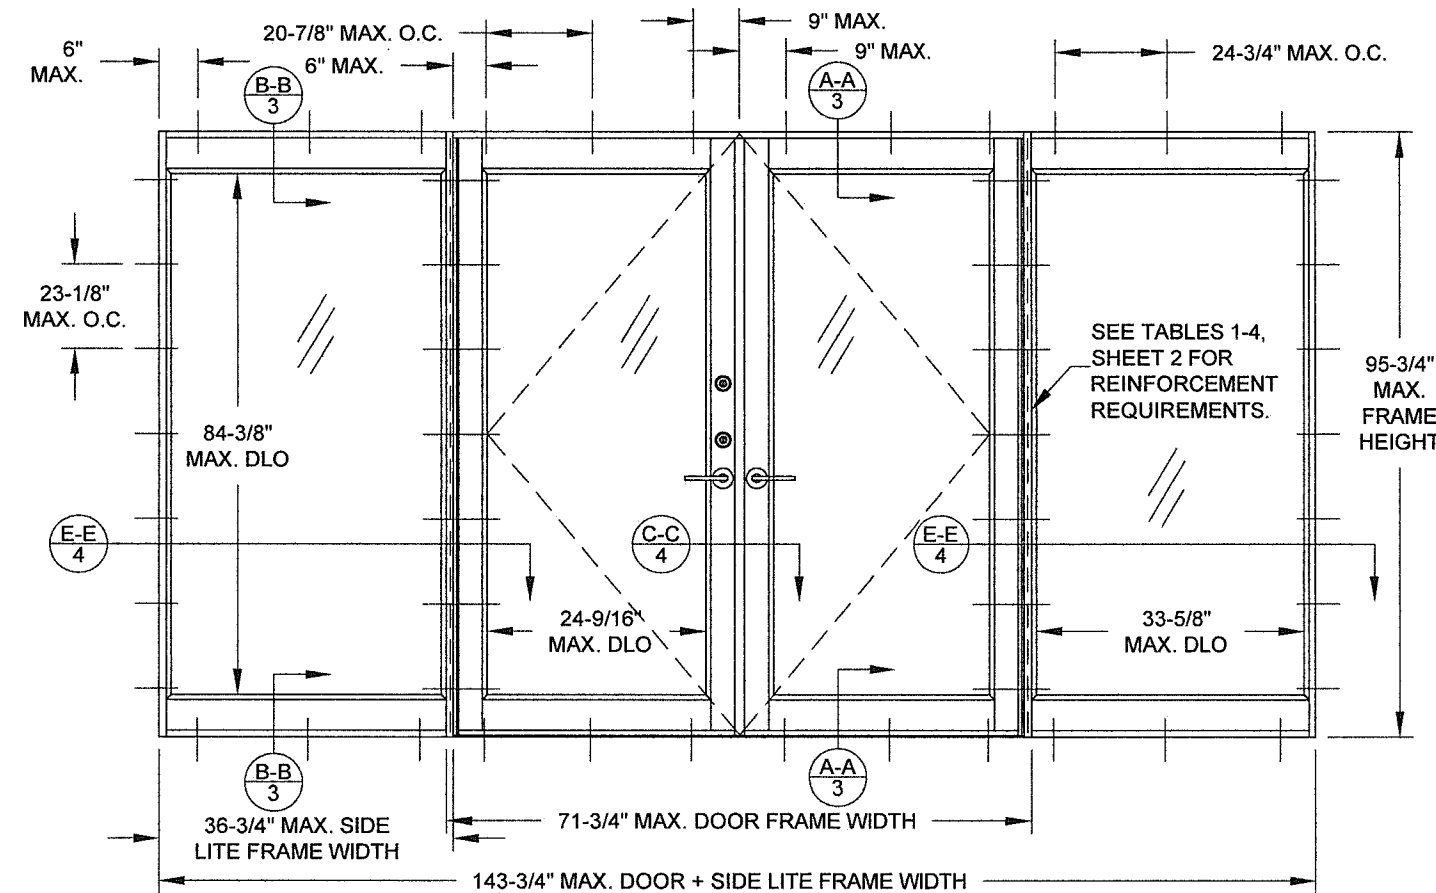 20-7/8" MAX. O.C.
9" MAX.
6"
MAX.
6" MAX.
9" MAX.
24-3/4" MAX. O.C.
B-B
3
A-A
3
23-1/8"
MAX. O.C.
SEE TABLES 1-4,
SHEET 2 FOR
REINFORCEMENT
REQUIREMENTS.
95-3/4"
MAX.
FRAME
HEIGHT
84-3/8"
MAX. DLO
E-E
4
C-C
4
E-E
4
24-9/16"
MAX. DLO
33-5/8"
MAX. DLO
B-B
3
A-A
3
36-3/4" MAX. SIDE
LITE FRAME WIDTH
71-3/4" MAX. DOOR FRAME WIDTH
143-3/4" MAX. DOOR + SIDE LITE FRAME WIDTH